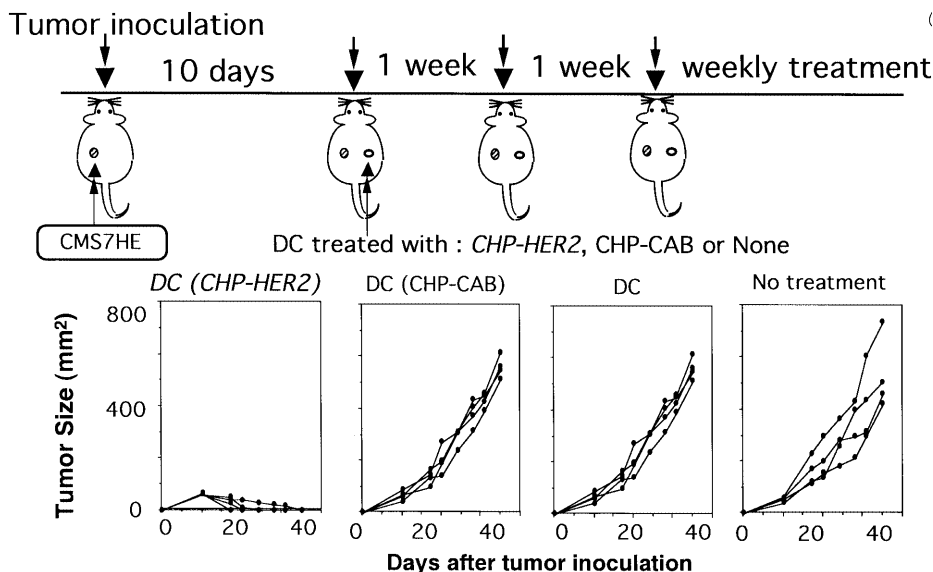 Tumor inoculation
10 days 1 week 1 week weekly treatment
CMS7HE
DC treated with : CHP-HER2, CHP-CAB or None
DC (CHP-HER2) DC (CHP-CAB) DC No treatment
Tumor Size (mm²)
800
400
0
0 20 40 0 20 40 0 20 40 0 20 40
Days after tumor inoculation